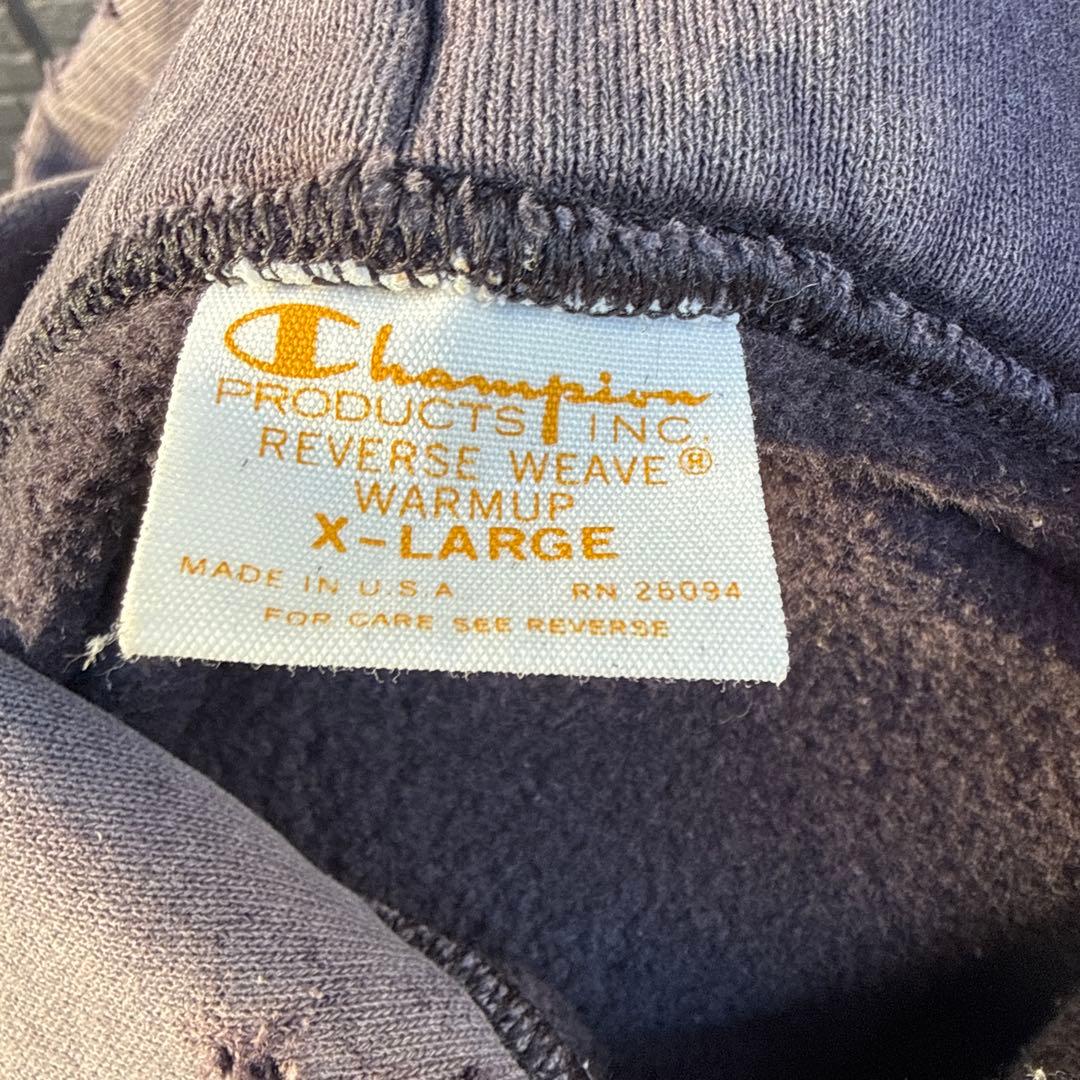 Champion
PRODUCTS INC.
REVERSE WEAVE®
WARMUP
X-LARGE
MADE IN U.S.A RN 26094
FOR CARE SEE REVERSE